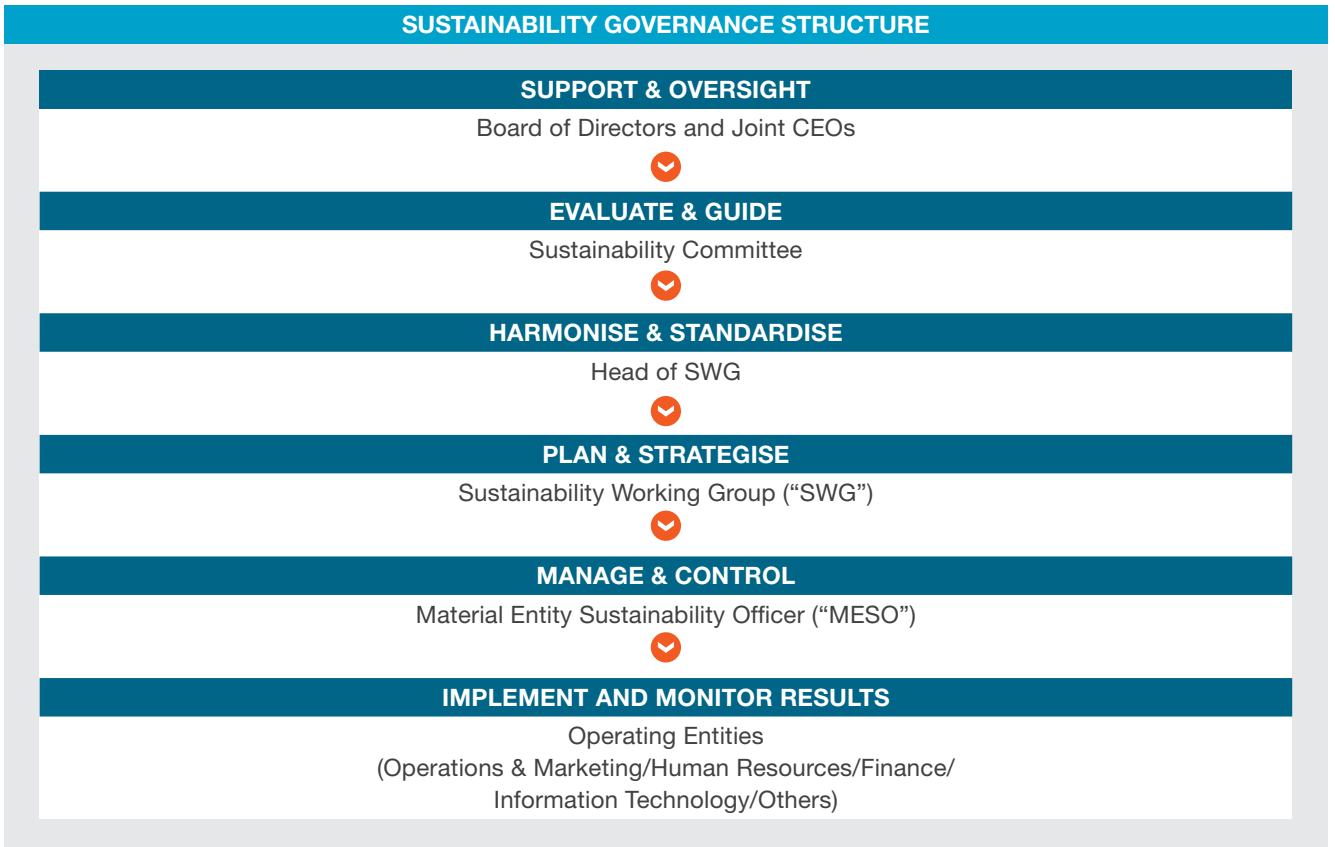 SUSTAINABILITY GOVERNANCE STRUCTURE
SUPPORT & OVERSIGHT
Board of Directors and Joint CEOs
EVALUATE & GUIDE
Sustainability Committee
HARMONISE & STANDARDISE
Head of SWG
PLAN & STRATEGISE
Sustainability Working Group (“SWG”)
MANAGE & CONTROL
Material Entity Sustainability Officer (“MESO”)
IMPLEMENT AND MONITOR RESULTS
Operating Entities
(Operations & Marketing/Human Resources/Finance/
Information Technology/Others)